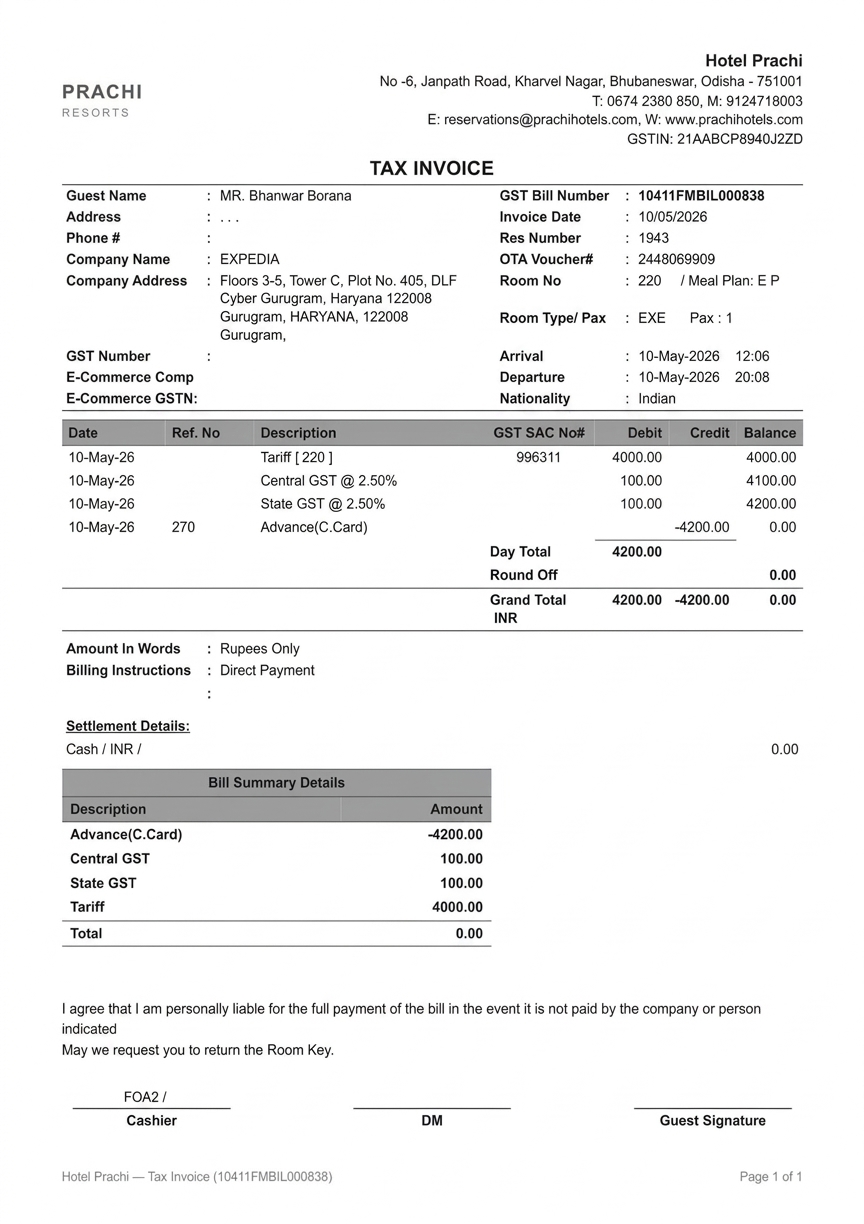 PRACHI
RESORTS
Hotel Prachi
No -6, Janpath Road, Kharvel Nagar, Bhubaneswar, Odisha - 751001
T: 0674 2380 850, M: 9124718003
E: reservations@prachihotels.com, W: www.prachihotels.com
GSTIN: 21AABCP8940J2ZD
TAX INVOICE
Guest Name : MR. Bhanwar Borana GST Bill Number : 10411FMBIL000838
Address : . . . Invoice Date : 10/05/2026
Phone # : Res Number : 1943
Company Name : EXPEDIA OTA Voucher# : 2448069909
Company Address : Floors 3-5, Tower C, Plot No. 405, DLF Room No : 220 / Meal Plan: E P
Cyber Gurugram, Haryana 122008
Gurugram, HARYANA, 122008 Room Type/ Pax : EXE Pax : 1
Gurugram,
GST Number : Arrival : 10-May-2026 12:06
E-Commerce Comp Departure : 10-May-2026 20:08
E-Commerce GSTN: Nationality : Indian
Date Ref. No Description GST SAC No# Debit Credit Balance
10-May-26 Tariff [ 220 ] 996311 4000.00 4000.00
10-May-26 Central GST @ 2.50% 100.00 4100.00
10-May-26 State GST @ 2.50% 100.00 4200.00
10-May-26 270 Advance(C.Card) -4200.00 0.00
Day Total 4200.00
Round Off 0.00
Grand Total 4200.00 -4200.00 0.00
INR
Amount In Words : Rupees Only
Billing Instructions : Direct Payment
:
Settlement Details:
Cash / INR / 0.00
Bill Summary Details
Description Amount
Advance(C.Card) -4200.00
Central GST 100.00
State GST 100.00
Tariff 4000.00
Total 0.00
I agree that I am personally liable for the full payment of the bill in the event it is not paid by the company or person
indicated
May we request you to return the Room Key.
FOA2 /
Cashier DM Guest Signature
Hotel Prachi — Tax Invoice (10411FMBIL000838) Page 1 of 1